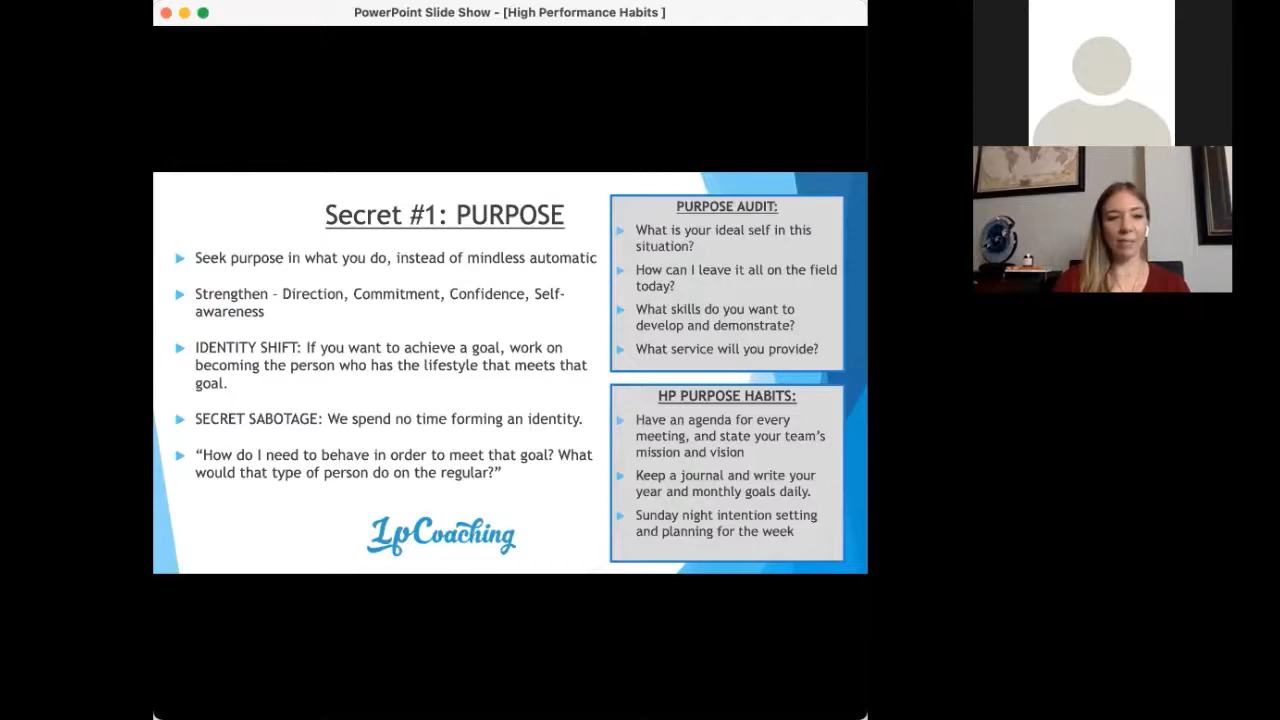 PowerPoint Slide Show - [High Performance Habits ]
Secret #1: PURPOSE
Seek purpose in what you do, instead of mindless automatic
Strengthen – Direction, Commitment, Confidence, Self-
awareness
IDENTITY SHIFT: If you want to achieve a goal, work on
becoming the person who has the lifestyle that meets that
goal.
SECRET SABOTAGE: We spend no time forming an identity.
“How do I need to behave in order to meet that goal? What
would that type of person do on the regular?”
LpCoaching
PURPOSE AUDIT:
What is your ideal self in this
situation?
How can I leave it all on the field
today?
What skills do you want to
develop and demonstrate?
What service will you provide?
HP PURPOSE HABITS:
Have an agenda for every
meeting, and state your team’s
mission and vision
Keep a journal and write your
year and monthly goals daily.
Sunday night intention setting
and planning for the week